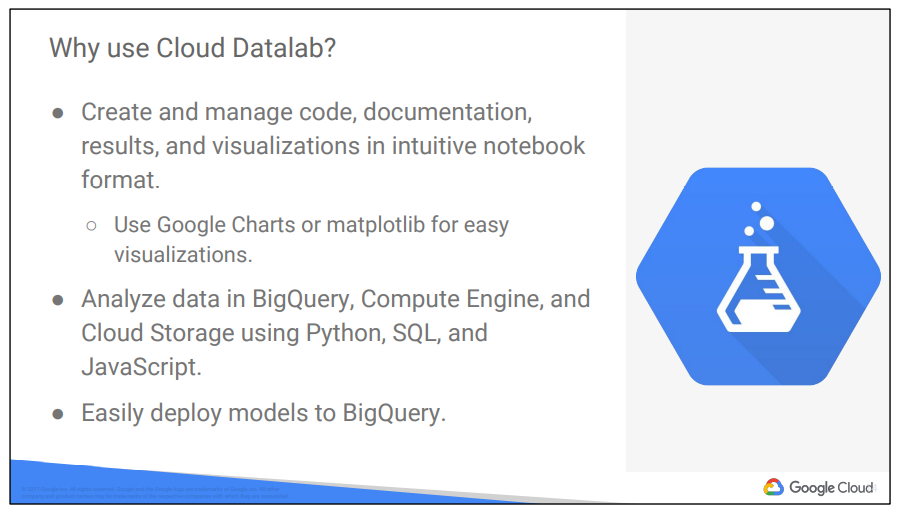 Why use Cloud Datalab?
● Create and manage code, documentation,
results, and visualizations in intuitive notebook
format.
○ Use Google Charts or matplotlib for easy
visualizations.
● Analyze data in BigQuery, Compute Engine, and
Cloud Storage using Python, SQL, and
JavaScript.
● Easily deploy models to BigQuery.
Google Cloud